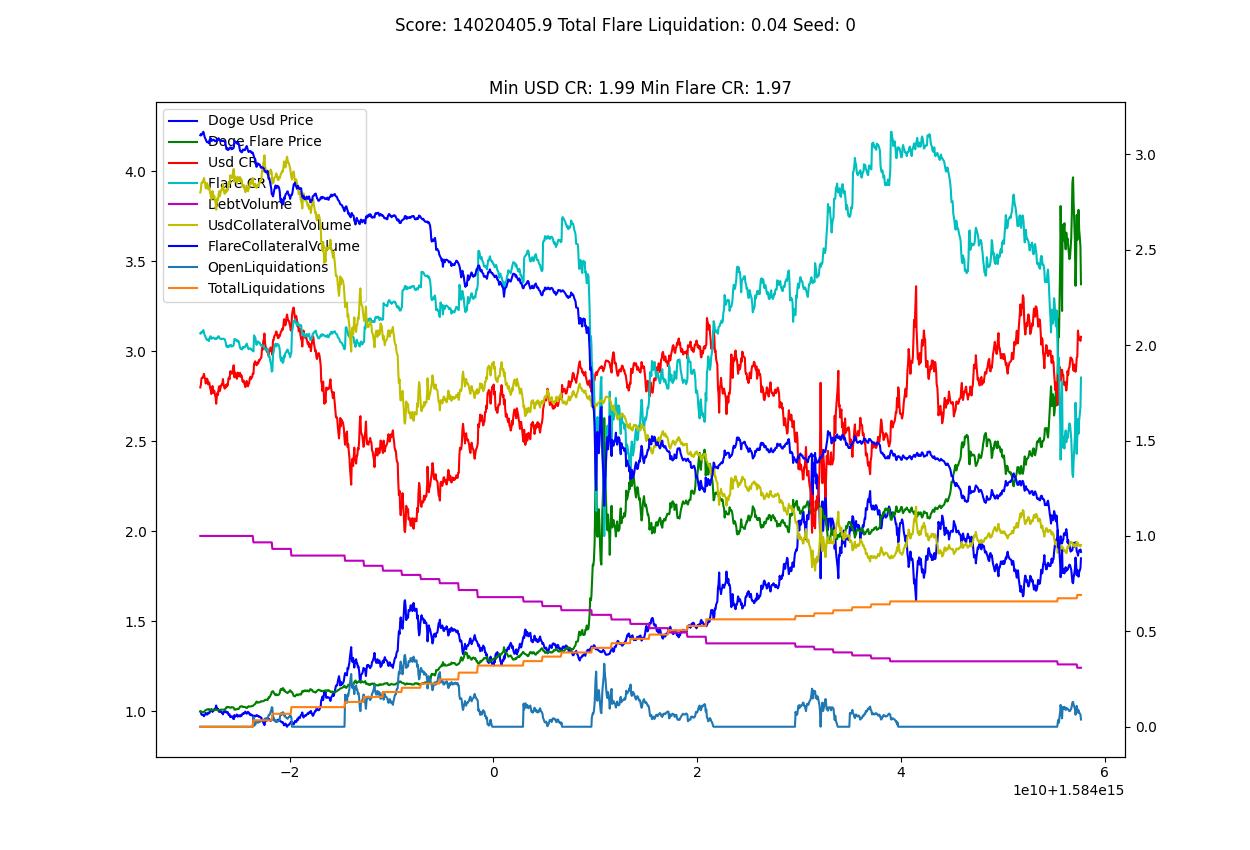 Score: 14020405.9 Total Flare Liquidation: 0.04 Seed: 0
Min USD CR: 1.99 Min Flare CR: 1.97
Doge Usd Price
Doge Flare Price
Usd CR
Flare CR
DebtVolume
UsdCollateralVolume
FlareCollateralVolume
OpenLiquidations
TotalLiquidations
4.0
3.5
3.0
2.5
2.0
1.5
1.0
3.0
2.5
2.0
1.5
1.0
0.5
0.0
−2 0 2 4 6
1e10+1.584e15